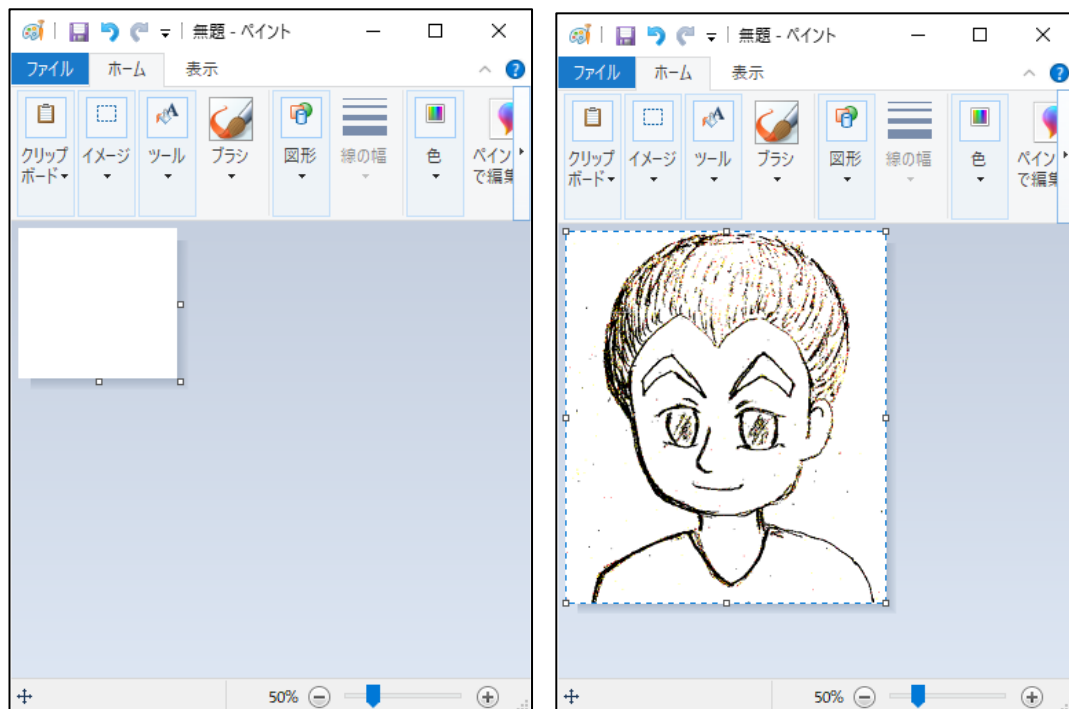 無題 - ペイント
ファイル ホーム 表示
クリップ
ボード
イメージ
ツール
ブラシ
図形
線の幅
色
ペイン
で編集
50%
無題 - ペイント
ファイル ホーム 表示
クリップ
ボード
イメージ
ツール
ブラシ
図形
線の幅
色
ペイン
で編集
50%